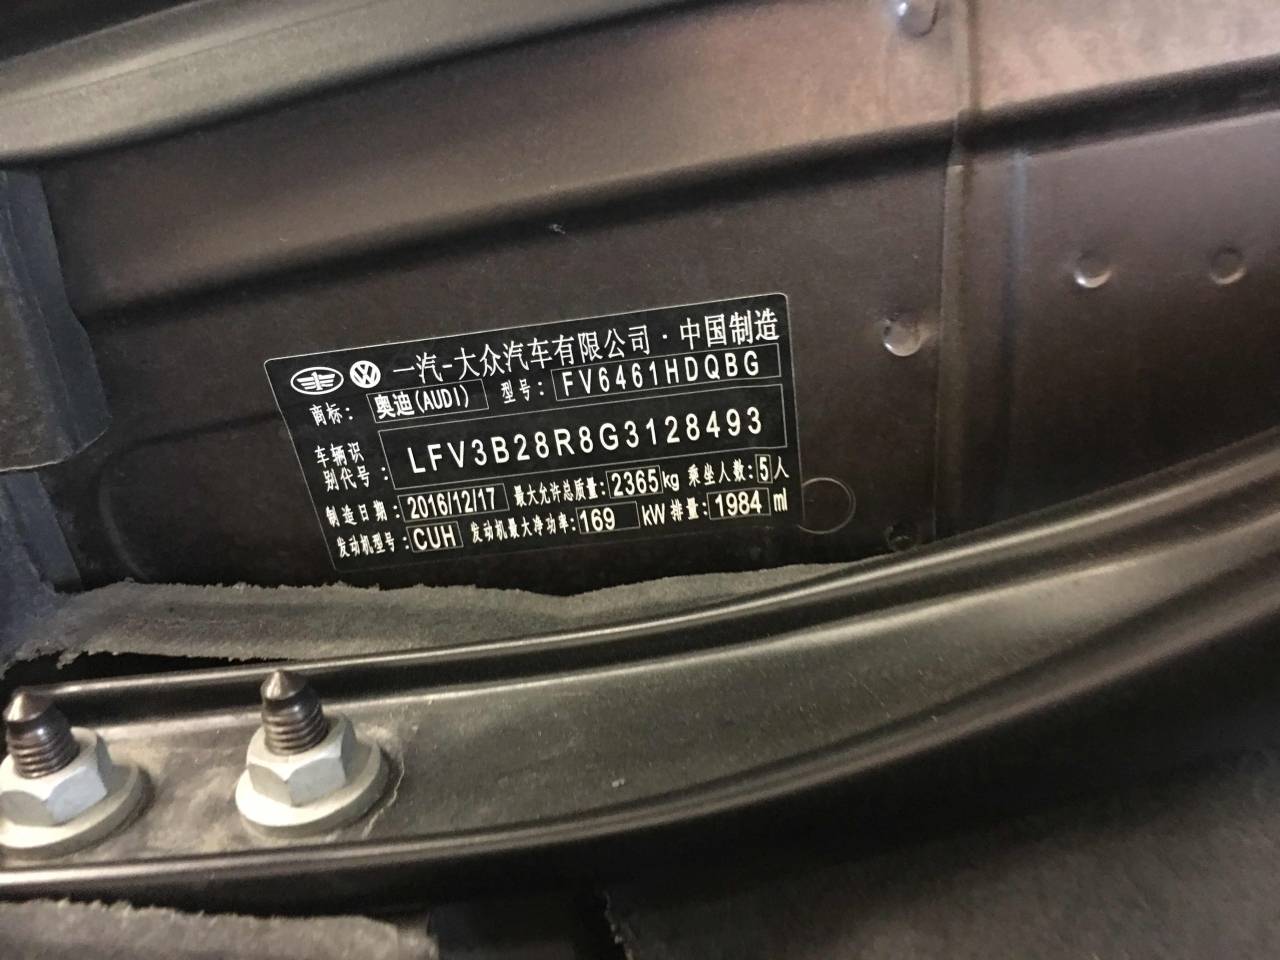 一汽-大众汽车有限公司·中国制造
商标: 奥迪(AUDI) 型号: FV6461HDQBG
车辆识别代号: LFV3B28R8G3128493
制造日期: 2016/12/17 最大允许总质量: 2365kg 乘坐人数: 5人
发动机型号: CUH 发动机最大净功率: 169 kW 排量: 1984 ml